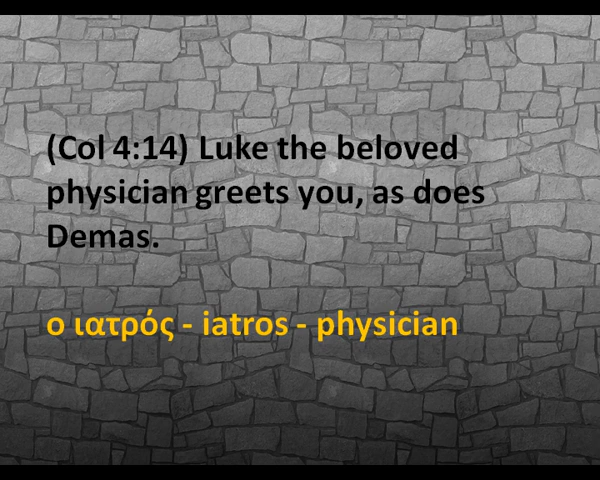 (Col 4:14) Luke the beloved
physician greets you, as does
Demas.
ο ιατρός - iatros - physician